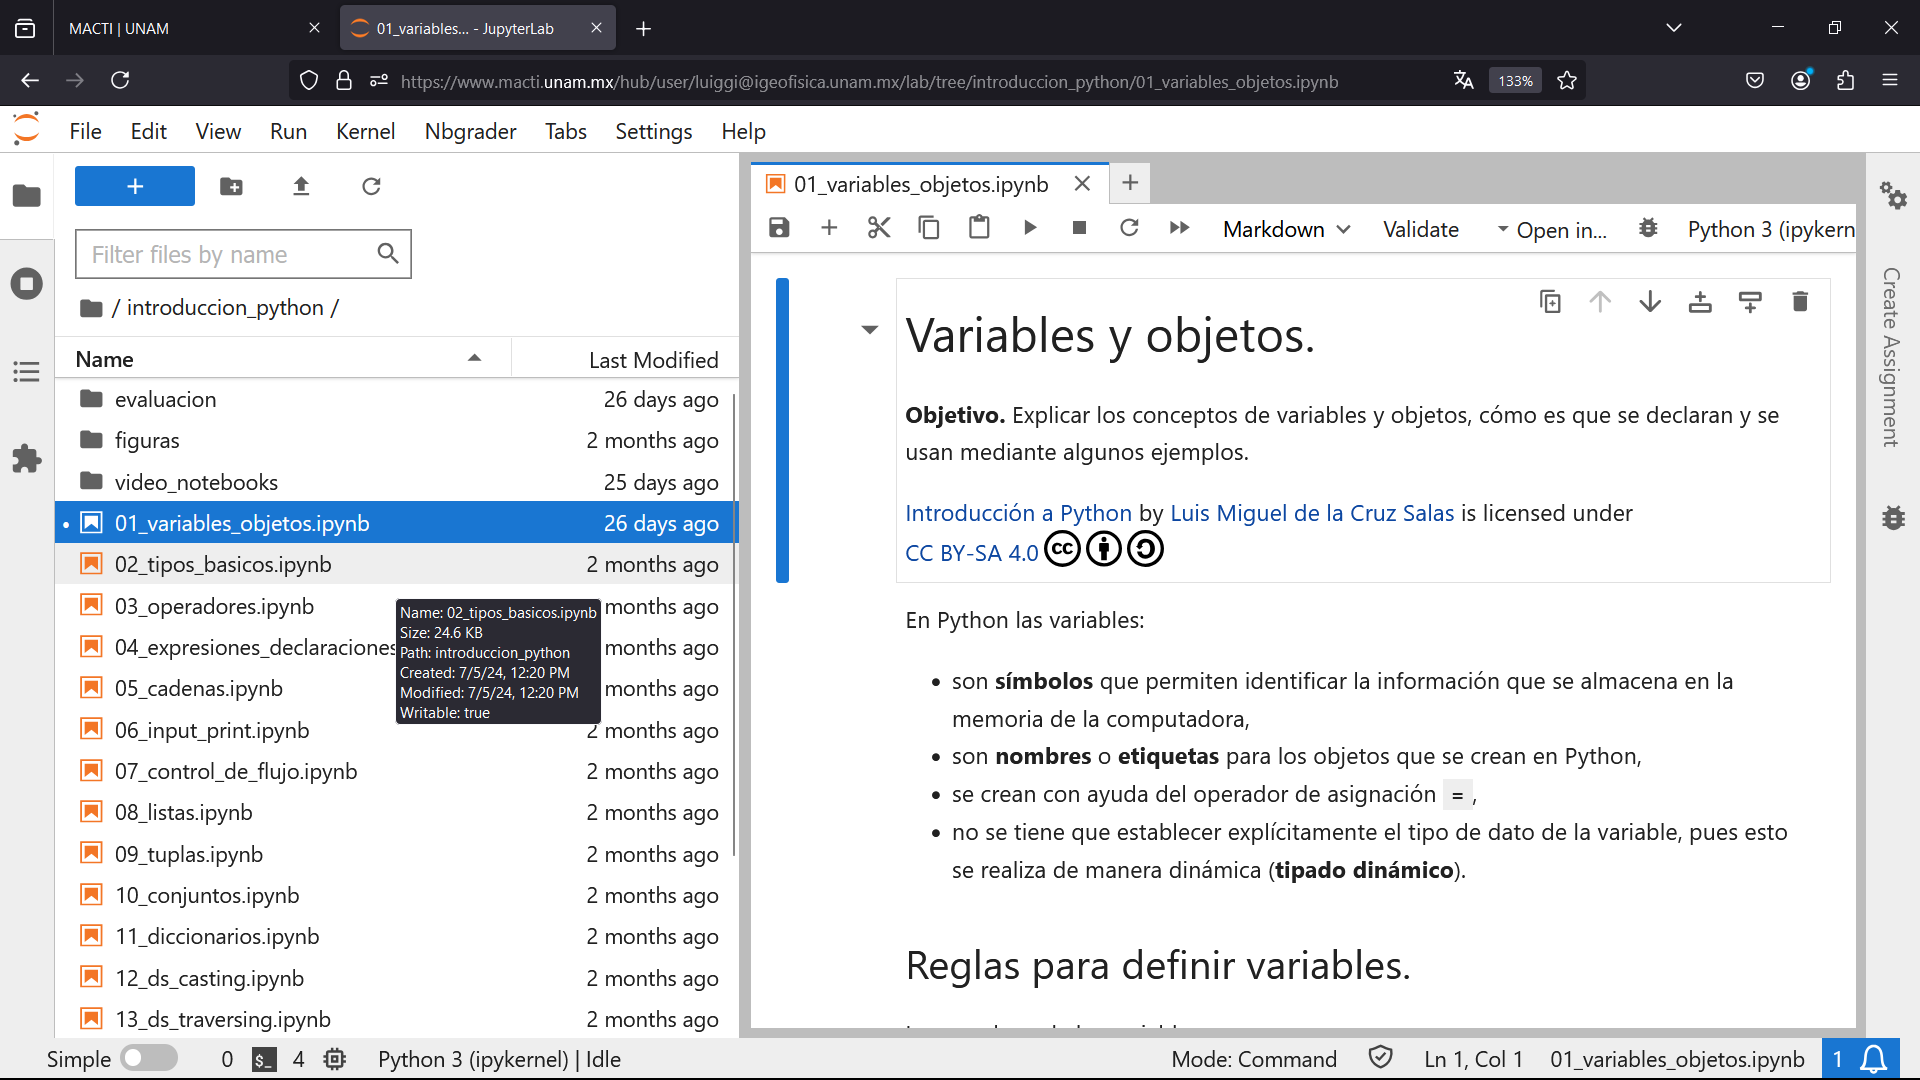 MACTI | UNAM
01_variables... - JupyterLab
https://www.macti.unam.mx/hub/user/luiggi@igeofisica.unam.mx/lab/tree/introduccion_python/01_variables_objetos.ipynb
133%
File Edit View Run Kernel Nbgrader Tabs Settings Help
Filter files by name
/ introduccion_python /
Name Last Modified
evaluacion 26 days ago
figuras 2 months ago
video_notebooks 25 days ago
01_variables_objetos.ipynb 26 days ago
02_tipos_basicos.ipynb 2 months ago
03_operadores.ipynb months ago
04_expresiones_declaraciones months ago
05_cadenas.ipynb months ago
06_input_print.ipynb 2 months ago
07_control_de_flujo.ipynb 2 months ago
08_listas.ipynb 2 months ago
09_tuplas.ipynb 2 months ago
10_conjuntos.ipynb 2 months ago
11_diccionarios.ipynb 2 months ago
12_ds_casting.ipynb 2 months ago
13_ds_traversing.ipynb 2 months ago
Name: 02_tipos_basicos.ipynb
Size: 24.6 KB
Path: introduccion_python
Created: 7/5/24, 12:20 PM
Modified: 7/5/24, 12:20 PM
Writable: true
01_variables_objetos.ipynb
Markdown Validate Open in... Python 3 (ipykern
Variables y objetos.
Objetivo. Explicar los conceptos de variables y objetos, cómo es que se declaran y se
usan mediante algunos ejemplos.
Introducción a Python by Luis Miguel de la Cruz Salas is licensed under
CC BY-SA 4.0 cc
En Python las variables:
• son símbolos que permiten identificar la información que se almacena en la
memoria de la computadora,
• son nombres o etiquetas para los objetos que se crean en Python,
• se crean con ayuda del operador de asignación = ,
• no se tiene que establecer explícitamente el tipo de dato de la variable, pues esto
se realiza de manera dinámica (tipado dinámico).
Reglas para definir variables.
Create Assignment
Simple 0 $_ 4 Python 3 (ipykernel) | Idle Mode: Command Ln 1, Col 1 01_variables_objetos.ipynb 1